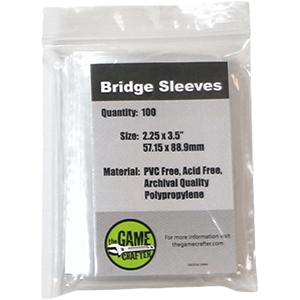 Bridge Sleeves
Quantity: 100
Size: 2.25 x 3.5"
57.15 x 88.9mm
Material: PVC Free, Acid Free,
Archival Quality
Polypropylene
the GAME
CRAFTER
For more information visit
thegamecrafter.com